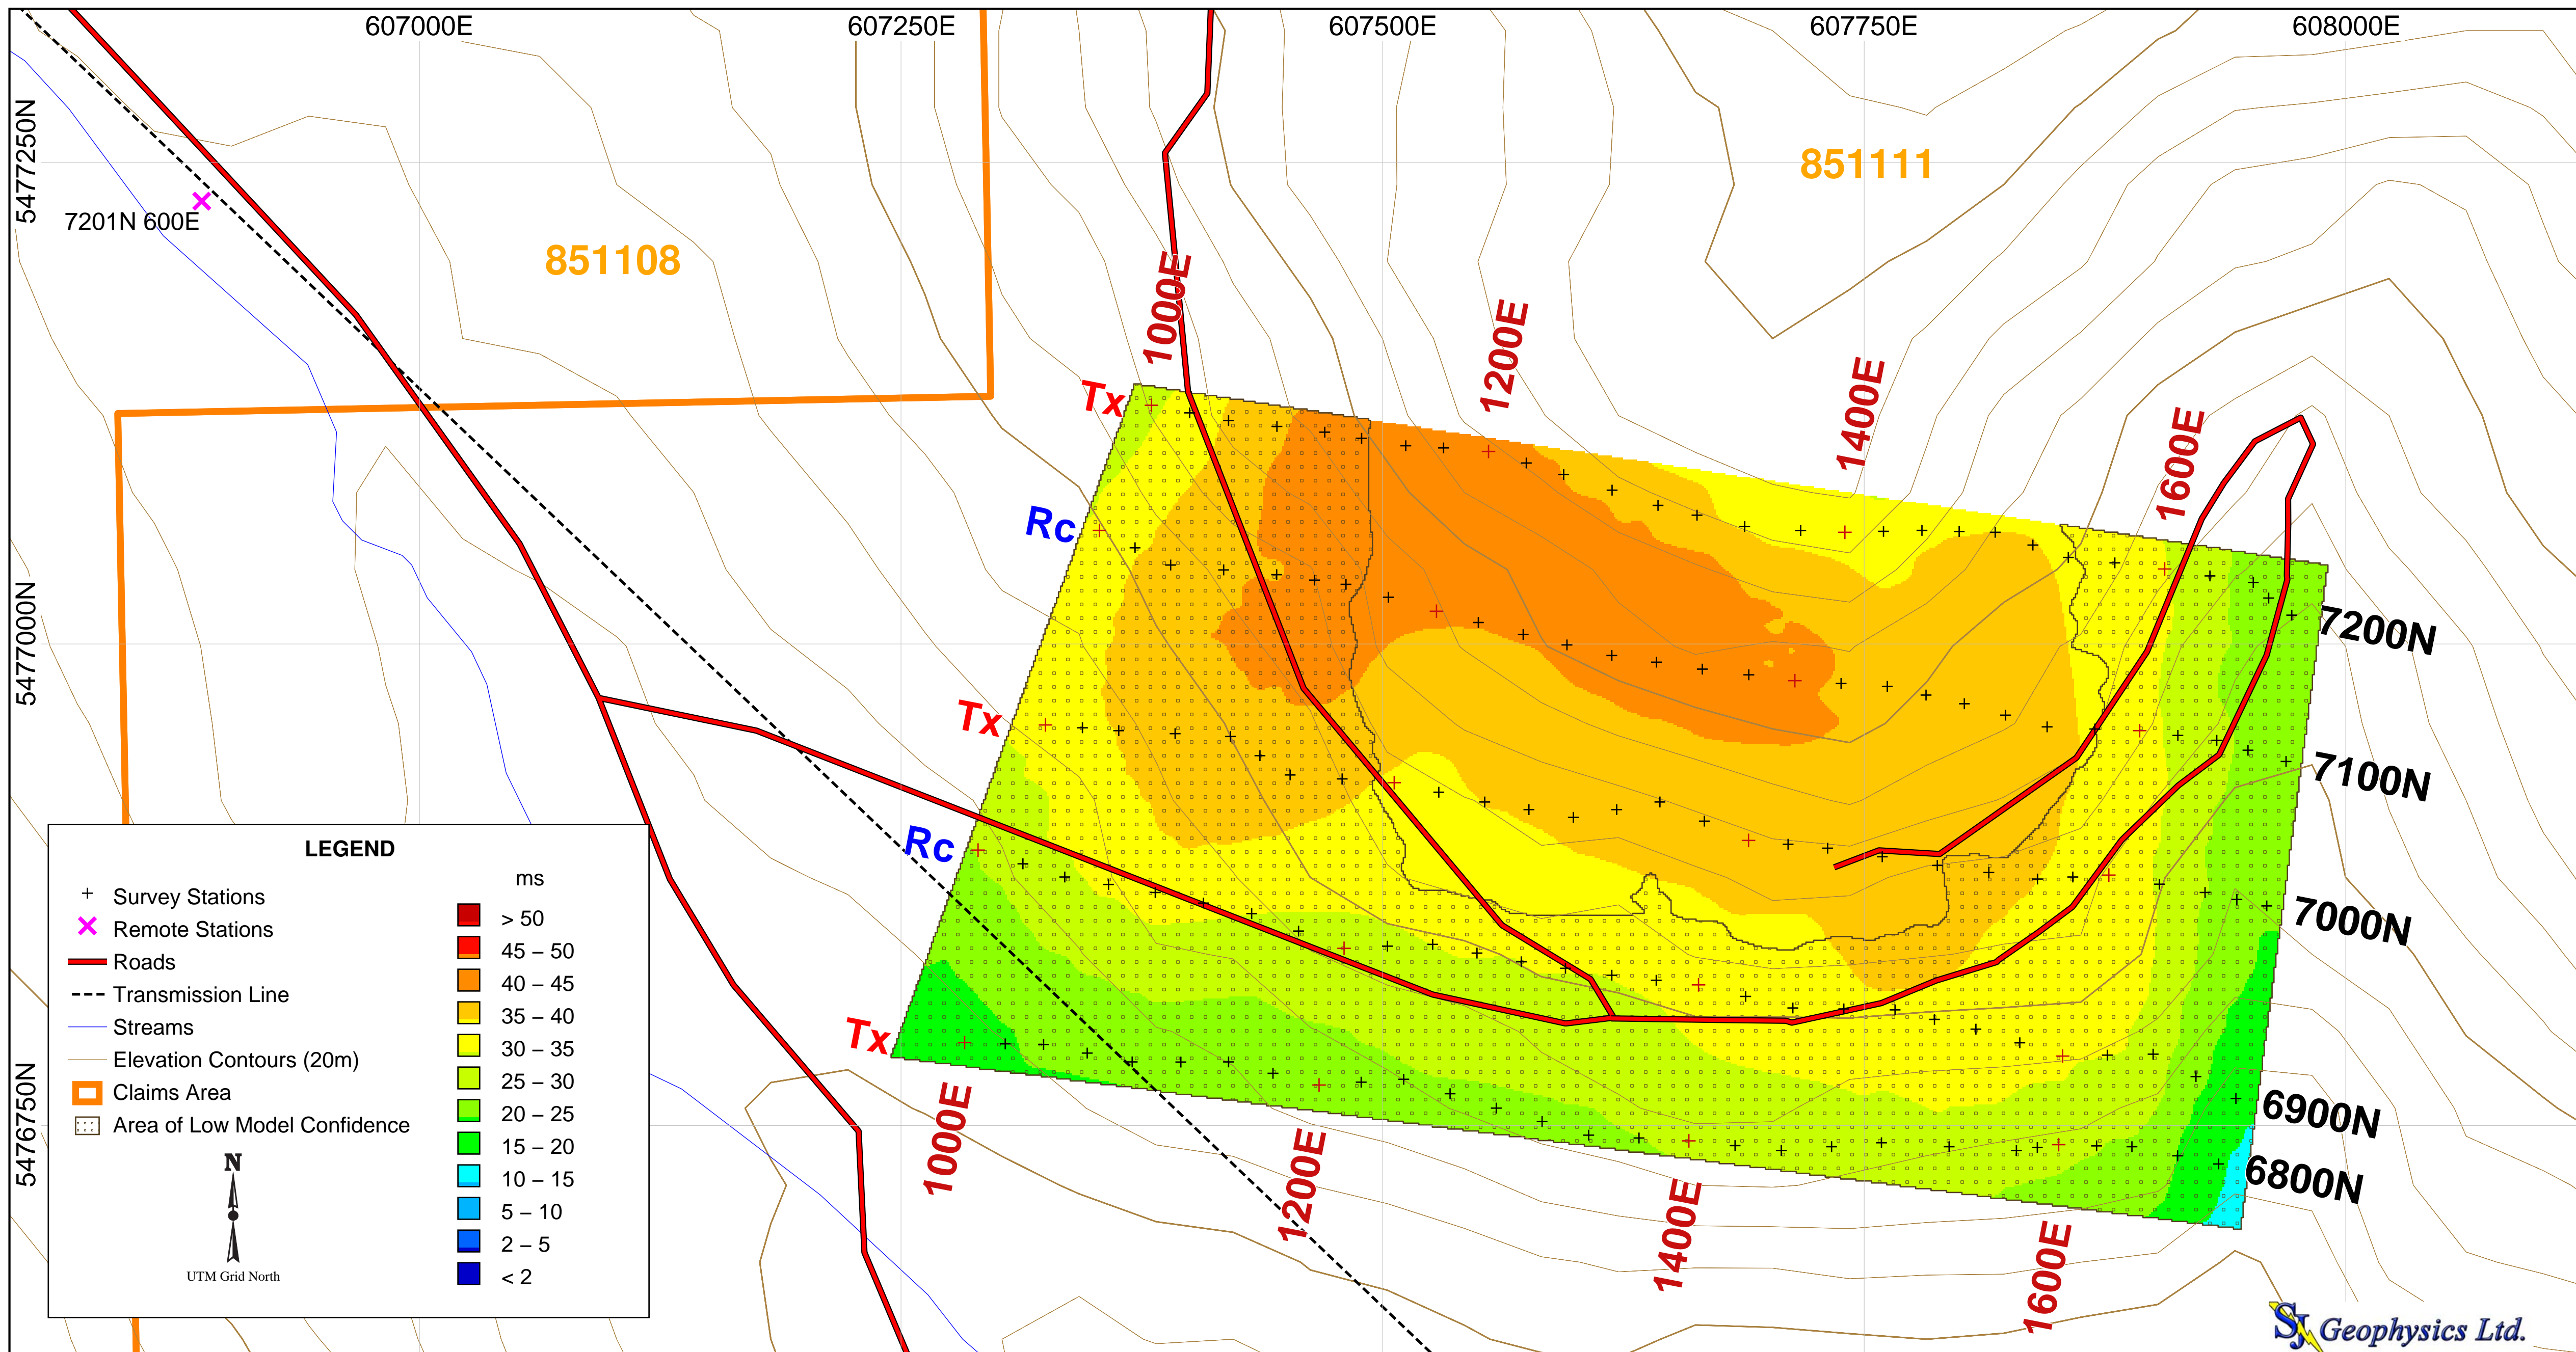 607000E 607250E 607500E 607750E 608000E
5477250N
5477000N
5476750N
851111
7201N 600E
851108
1000E
1200E
1400E
1600E
Tx
Rc
Tx
Rc
Tx
7200N
7100N
7000N
6900N
6800N
1000E
1200E
1400E
1600E
LEGEND
Survey Stations
Remote Stations
Roads
Transmission Line
Streams
Elevation Contours (20m)
Claims Area
Area of Low Model Confidence
N
UTM Grid North
ms
> 50
45 – 50
40 – 45
35 – 40
30 – 35
25 – 30
20 – 25
15 – 20
10 – 15
5 – 10
2 – 5
< 2
SJ Geophysics Ltd.